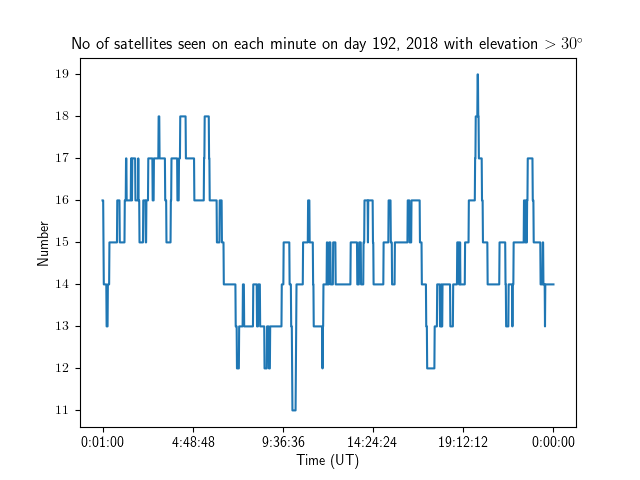 No of satellites seen on each minute on day 192, 2018 with elevation > 30°
Number
19
18
17
16
15
14
13
12
11
0:01:00 4:48:48 9:36:36 14:24:24 19:12:12 0:00:00
Time (UT)